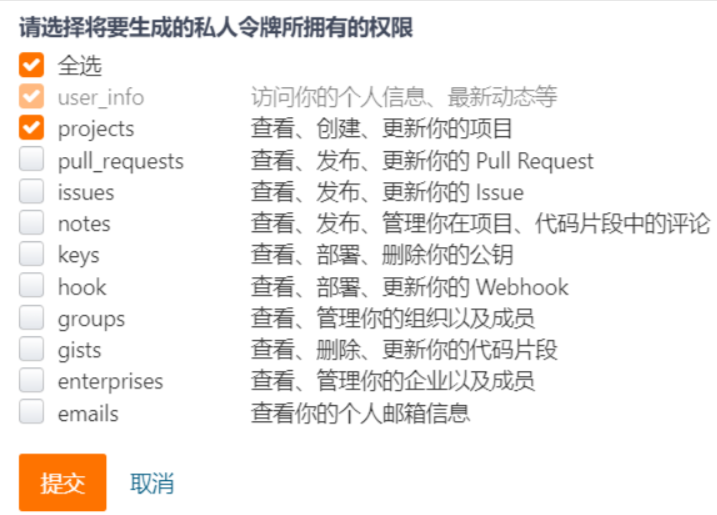 请选择将要生成的私人令牌所拥有的权限
全选
user_info 访问你的个人信息、最新动态等
projects 查看、创建、更新你的项目
pull_requests 查看、发布、更新你的 Pull Request
issues 查看、发布、更新你的 Issue
notes 查看、发布、管理你在项目、代码片段中的评论
keys 查看、部署、删除你的公钥
hook 查看、部署、更新你的 Webhook
groups 查看、管理你的组织以及成员
gists 查看、删除、更新你的代码片段
enterprises 查看、管理你的企业以及成员
emails 查看你的个人邮箱信息
提交 取消